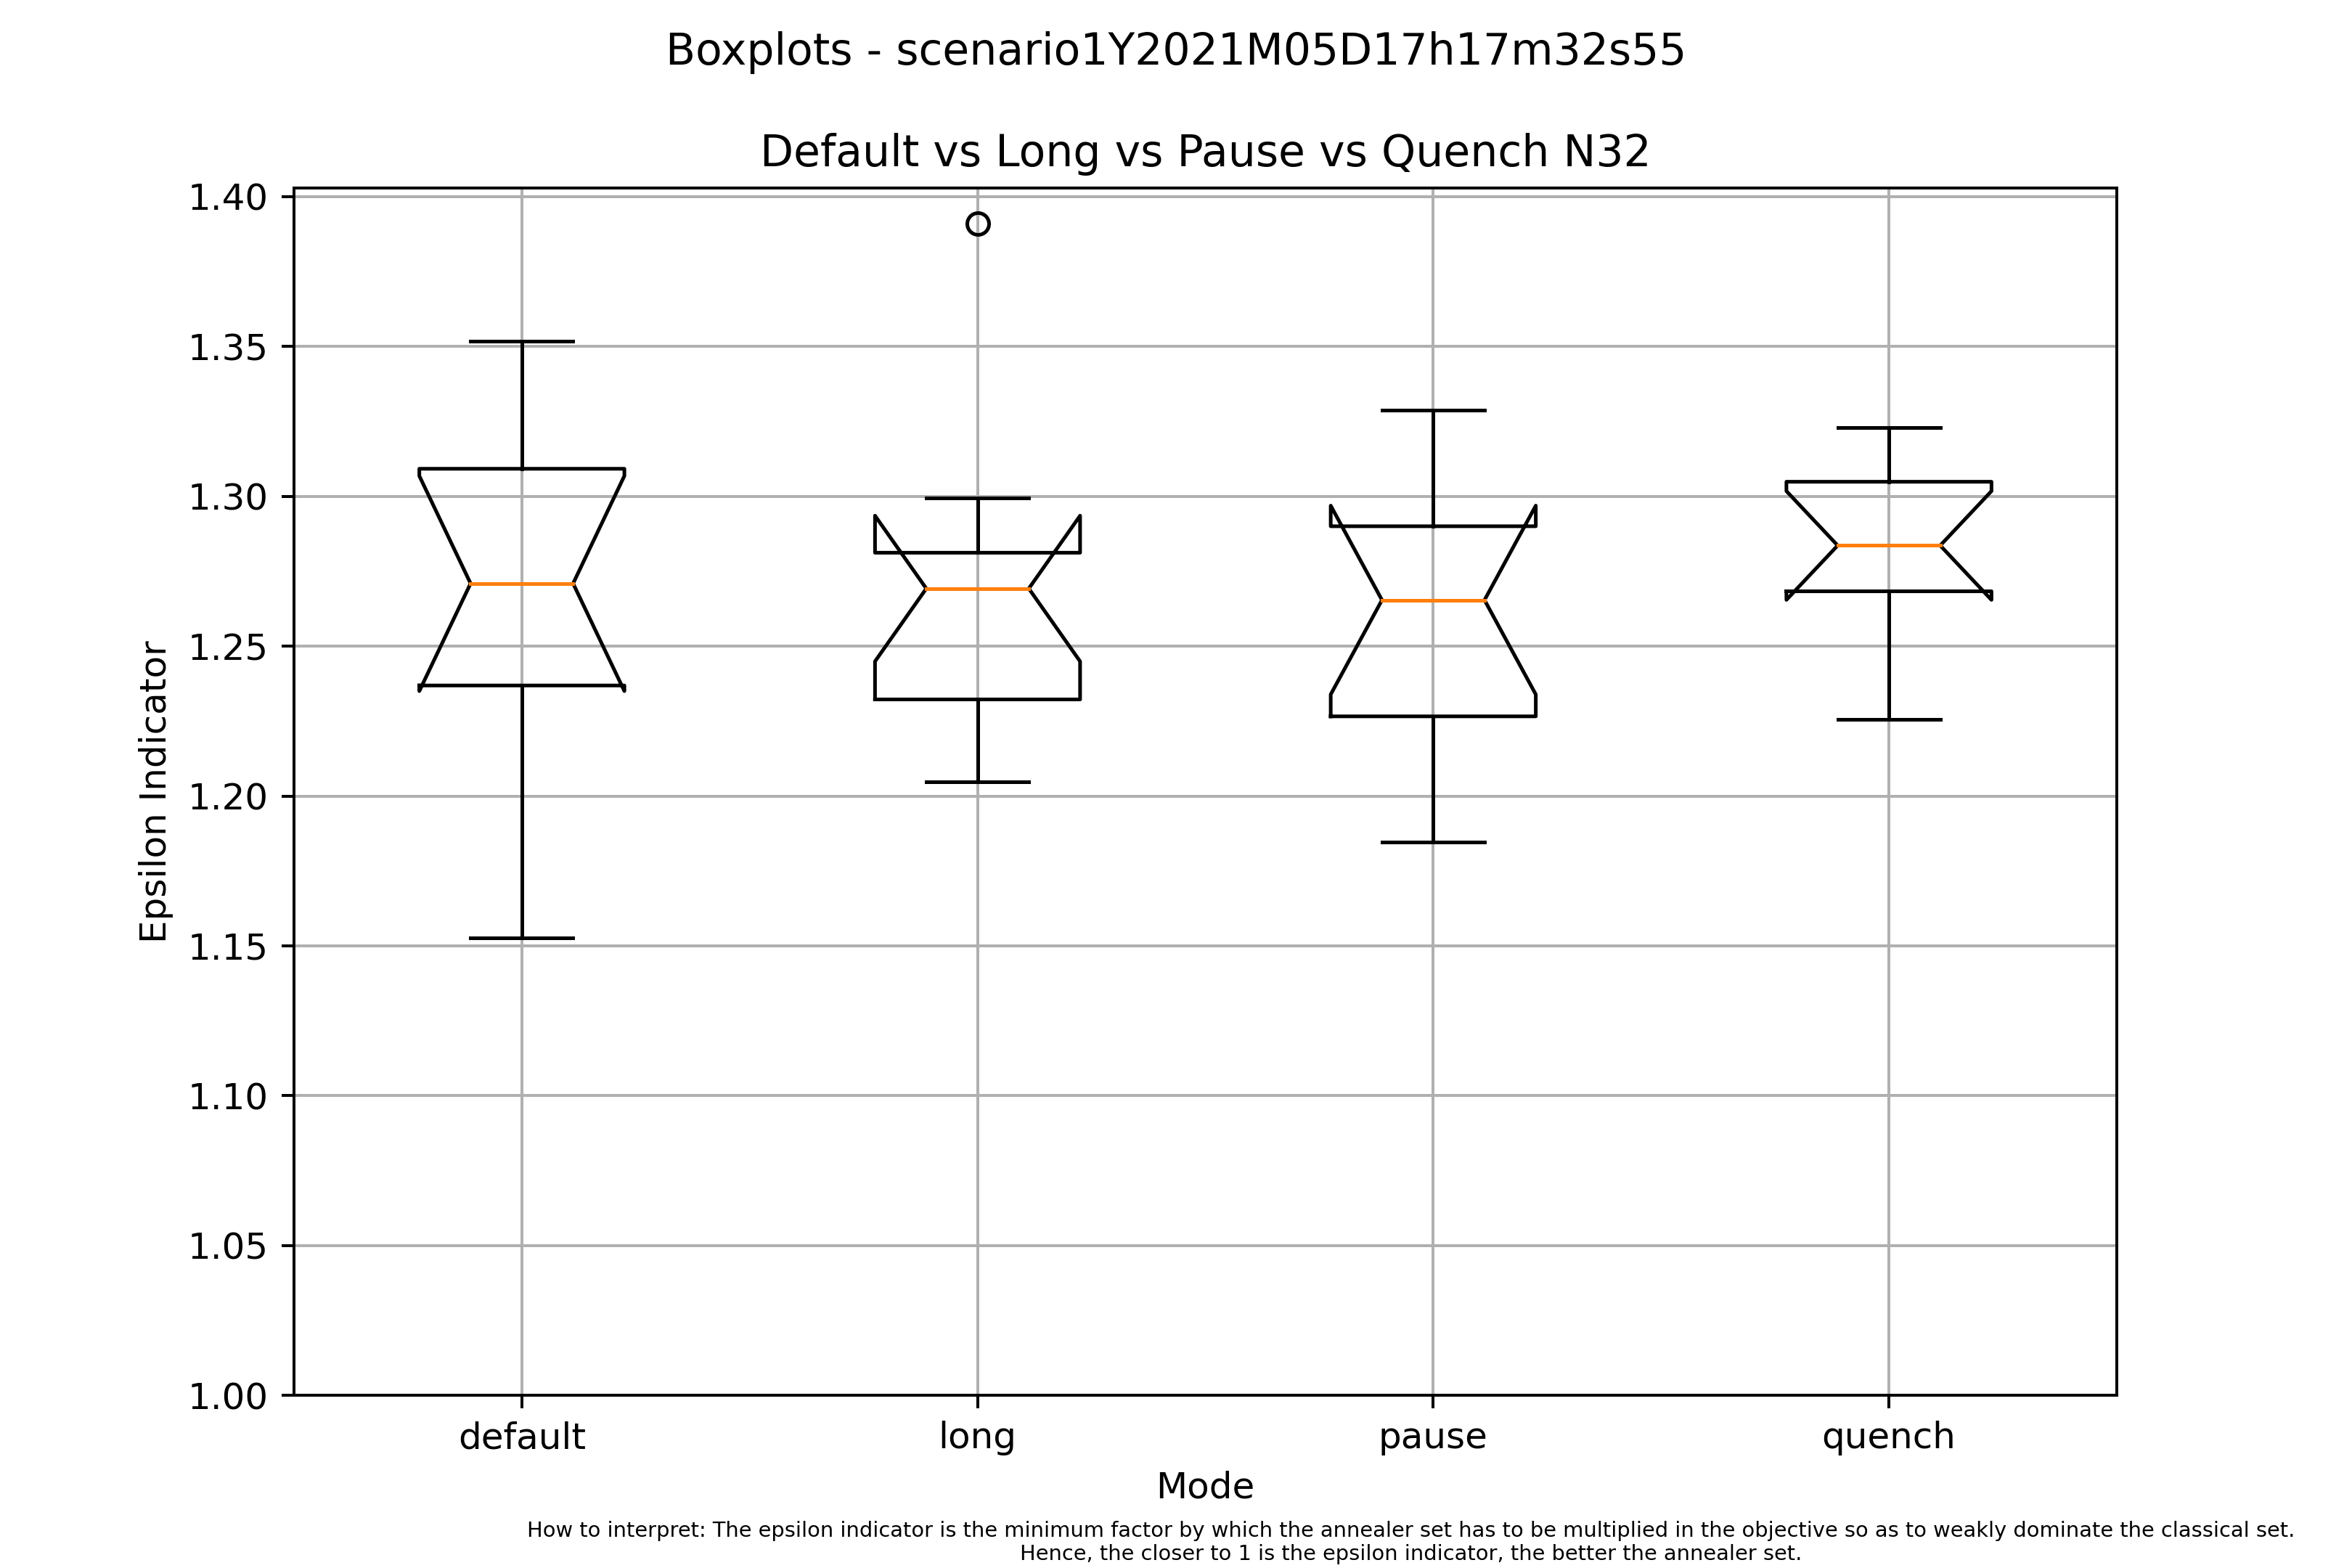 Boxplots - scenario1Y2021M05D17h17m32s55
Default vs Long vs Pause vs Quench N32
1.40
1.35
1.30
1.25
1.20
1.15
1.10
1.05
1.00
Epsilon Indicator
default long pause quench
Mode
How to interpret: The epsilon indicator is the minimum factor by which the annealer set has to be multiplied in the objective so as to weakly dominate the classical set.
Hence, the closer to 1 is the epsilon indicator, the better the annealer set.